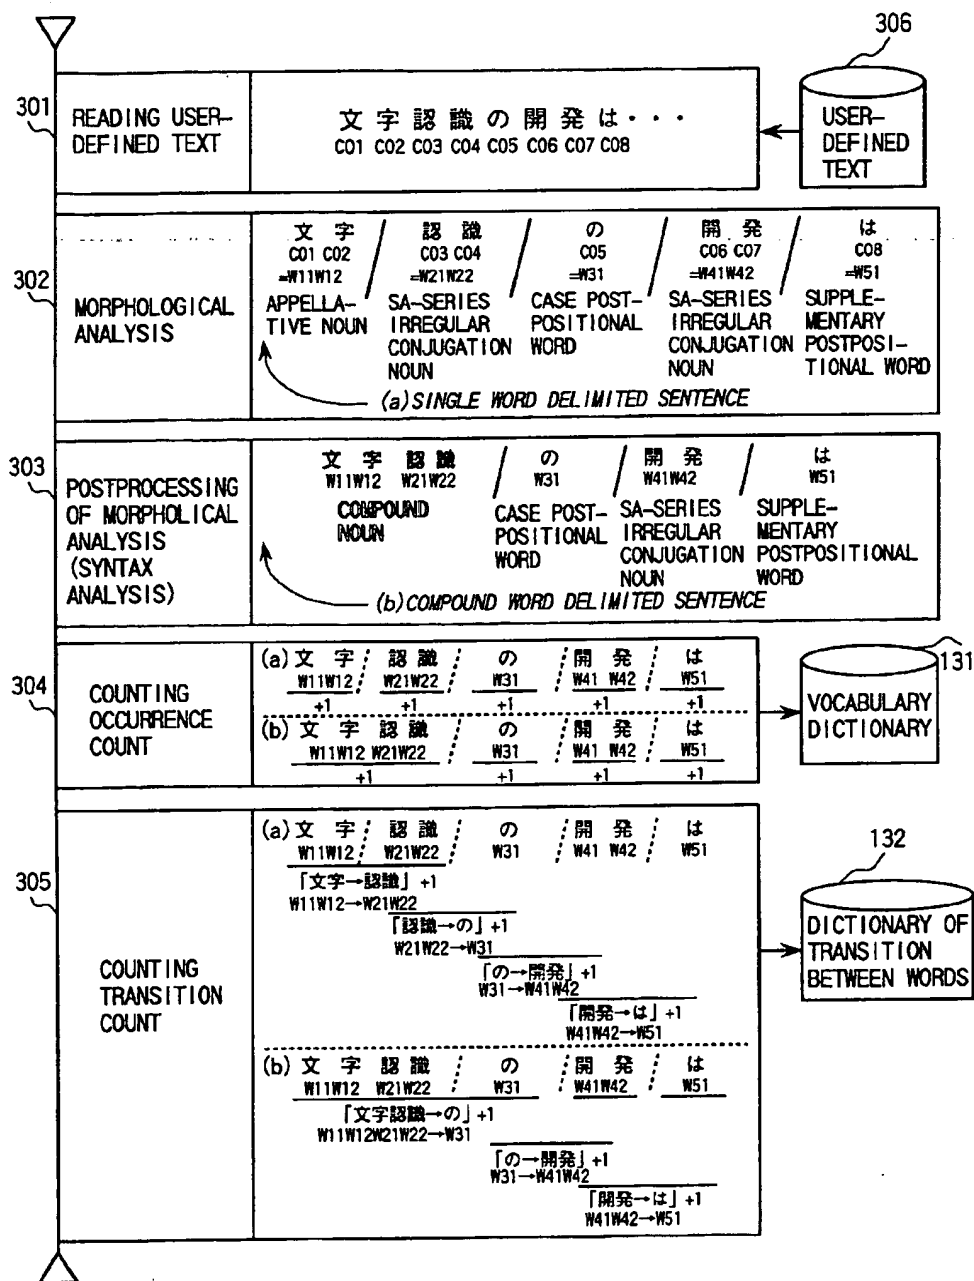 306
301
READING USER-
DEFINED TEXT
文字認識の開発は・・・
C01 C02 C03 C04 C05 C06 C07 C08
USER-
DEFINED
TEXT
302
MORPHOLOGICAL
ANALYSIS
文字 / 認識 / の / 開発 / は
C01 C02 C03 C04 C05 C06 C07 C08
=W11W12 =W21W22 =W31 =W41W42 =W51
APPELLA-
TIVE NOUN
SA-SERIES
IRREGULAR
CONJUGATION
NOUN
CASE POST-
POSITIONAL
WORD
SA-SERIES
IRREGULAR
CONJUGATION
NOUN
SUPPLE-
MENTARY
POSTPOSI-
TIONAL WORD
(a)SINGLE WORD DELIMITED SENTENCE
303
POSTPROCESSING
OF MORPHOLICAL
ANALYSIS
(SYNTAX
ANALYSIS)
文字認識 / の / 開発 / は
W11W12 W21W22 W31 W41W42 W51
COMPOUND
NOUN
CASE POST-
POSITIONAL
WORD
SA-SERIES
IRREGULAR
CONJUGATION
NOUN
SUPPLE-
MENTARY
POSTPOSITIONAL
WORD
(b)COMPOUND WORD DELIMITED SENTENCE
304
COUNTING
OCCURRENCE
COUNT
(a) 文字 / 認識 / の / 開発 / は
W11W12 W21W22 W31 W41 W42 W51
+1 +1 +1 +1 +1
(b) 文字認識 / の / 開発 / は
W11W12 W21W22 W31 W41 W42 W51
+1 +1 +1 +1
131
VOCABULARY
DICTIONARY
305
COUNTING
TRANSITION
COUNT
(a) 文字 / 認識 / の / 開発 / は
W11W12 W21W22 W31 W41 W42 W51
「文字→認識」+1
W11W12→W21W22
「認識→の」+1
W21W22→W31
「の→開発」+1
W31→W41W42
「開発→は」+1
W41W42→W51
(b) 文字認識 / の / 開発 / は
W11W12 W21W22 W31 W41W42 W51
「文字認識→の」+1
W11W12W21W22→W31
「の→開発」+1
W31→W41W42
「開発→は」+1
W41W42→W51
132
DICTIONARY OF
TRANSITION
BETWEEN WORDS